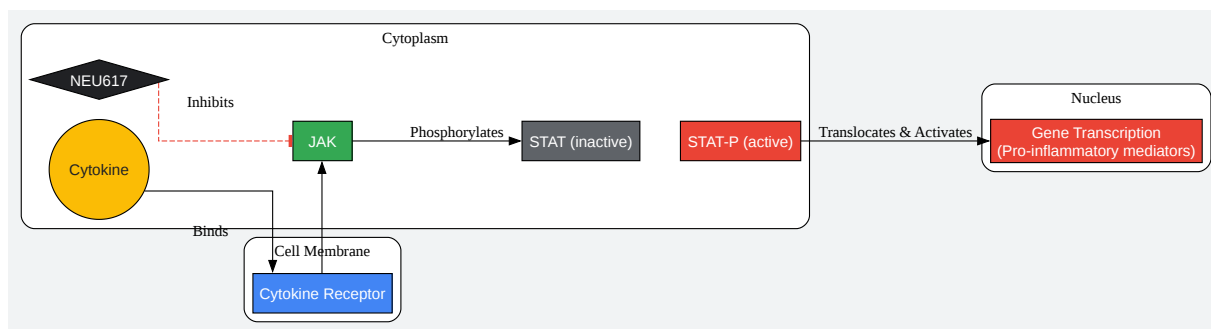 Cytoplasm
NEU617
Inhibits
Cytokine
JAK
Phosphorylates
STAT (inactive)
STAT-P (active)
Translocates & Activates
Nucleus
Gene Transcription
(Pro-inflammatory mediators)
Binds
Cell Membrane
Cytokine Receptor